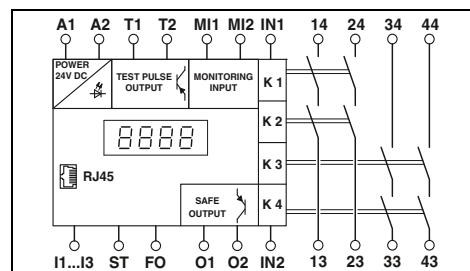 A1 A2 T1 T2 MI1 MI2 IN1 14 24 34 44
POWER
24V DC
TEST PULSE
OUTPUT
MONITORING
INPUT
K 1
K 2
8888
K 3
RJ45
SAFE
OUTPUT
K 4
I1...I3 ST FO O1 O2 IN2 13 23 33 43